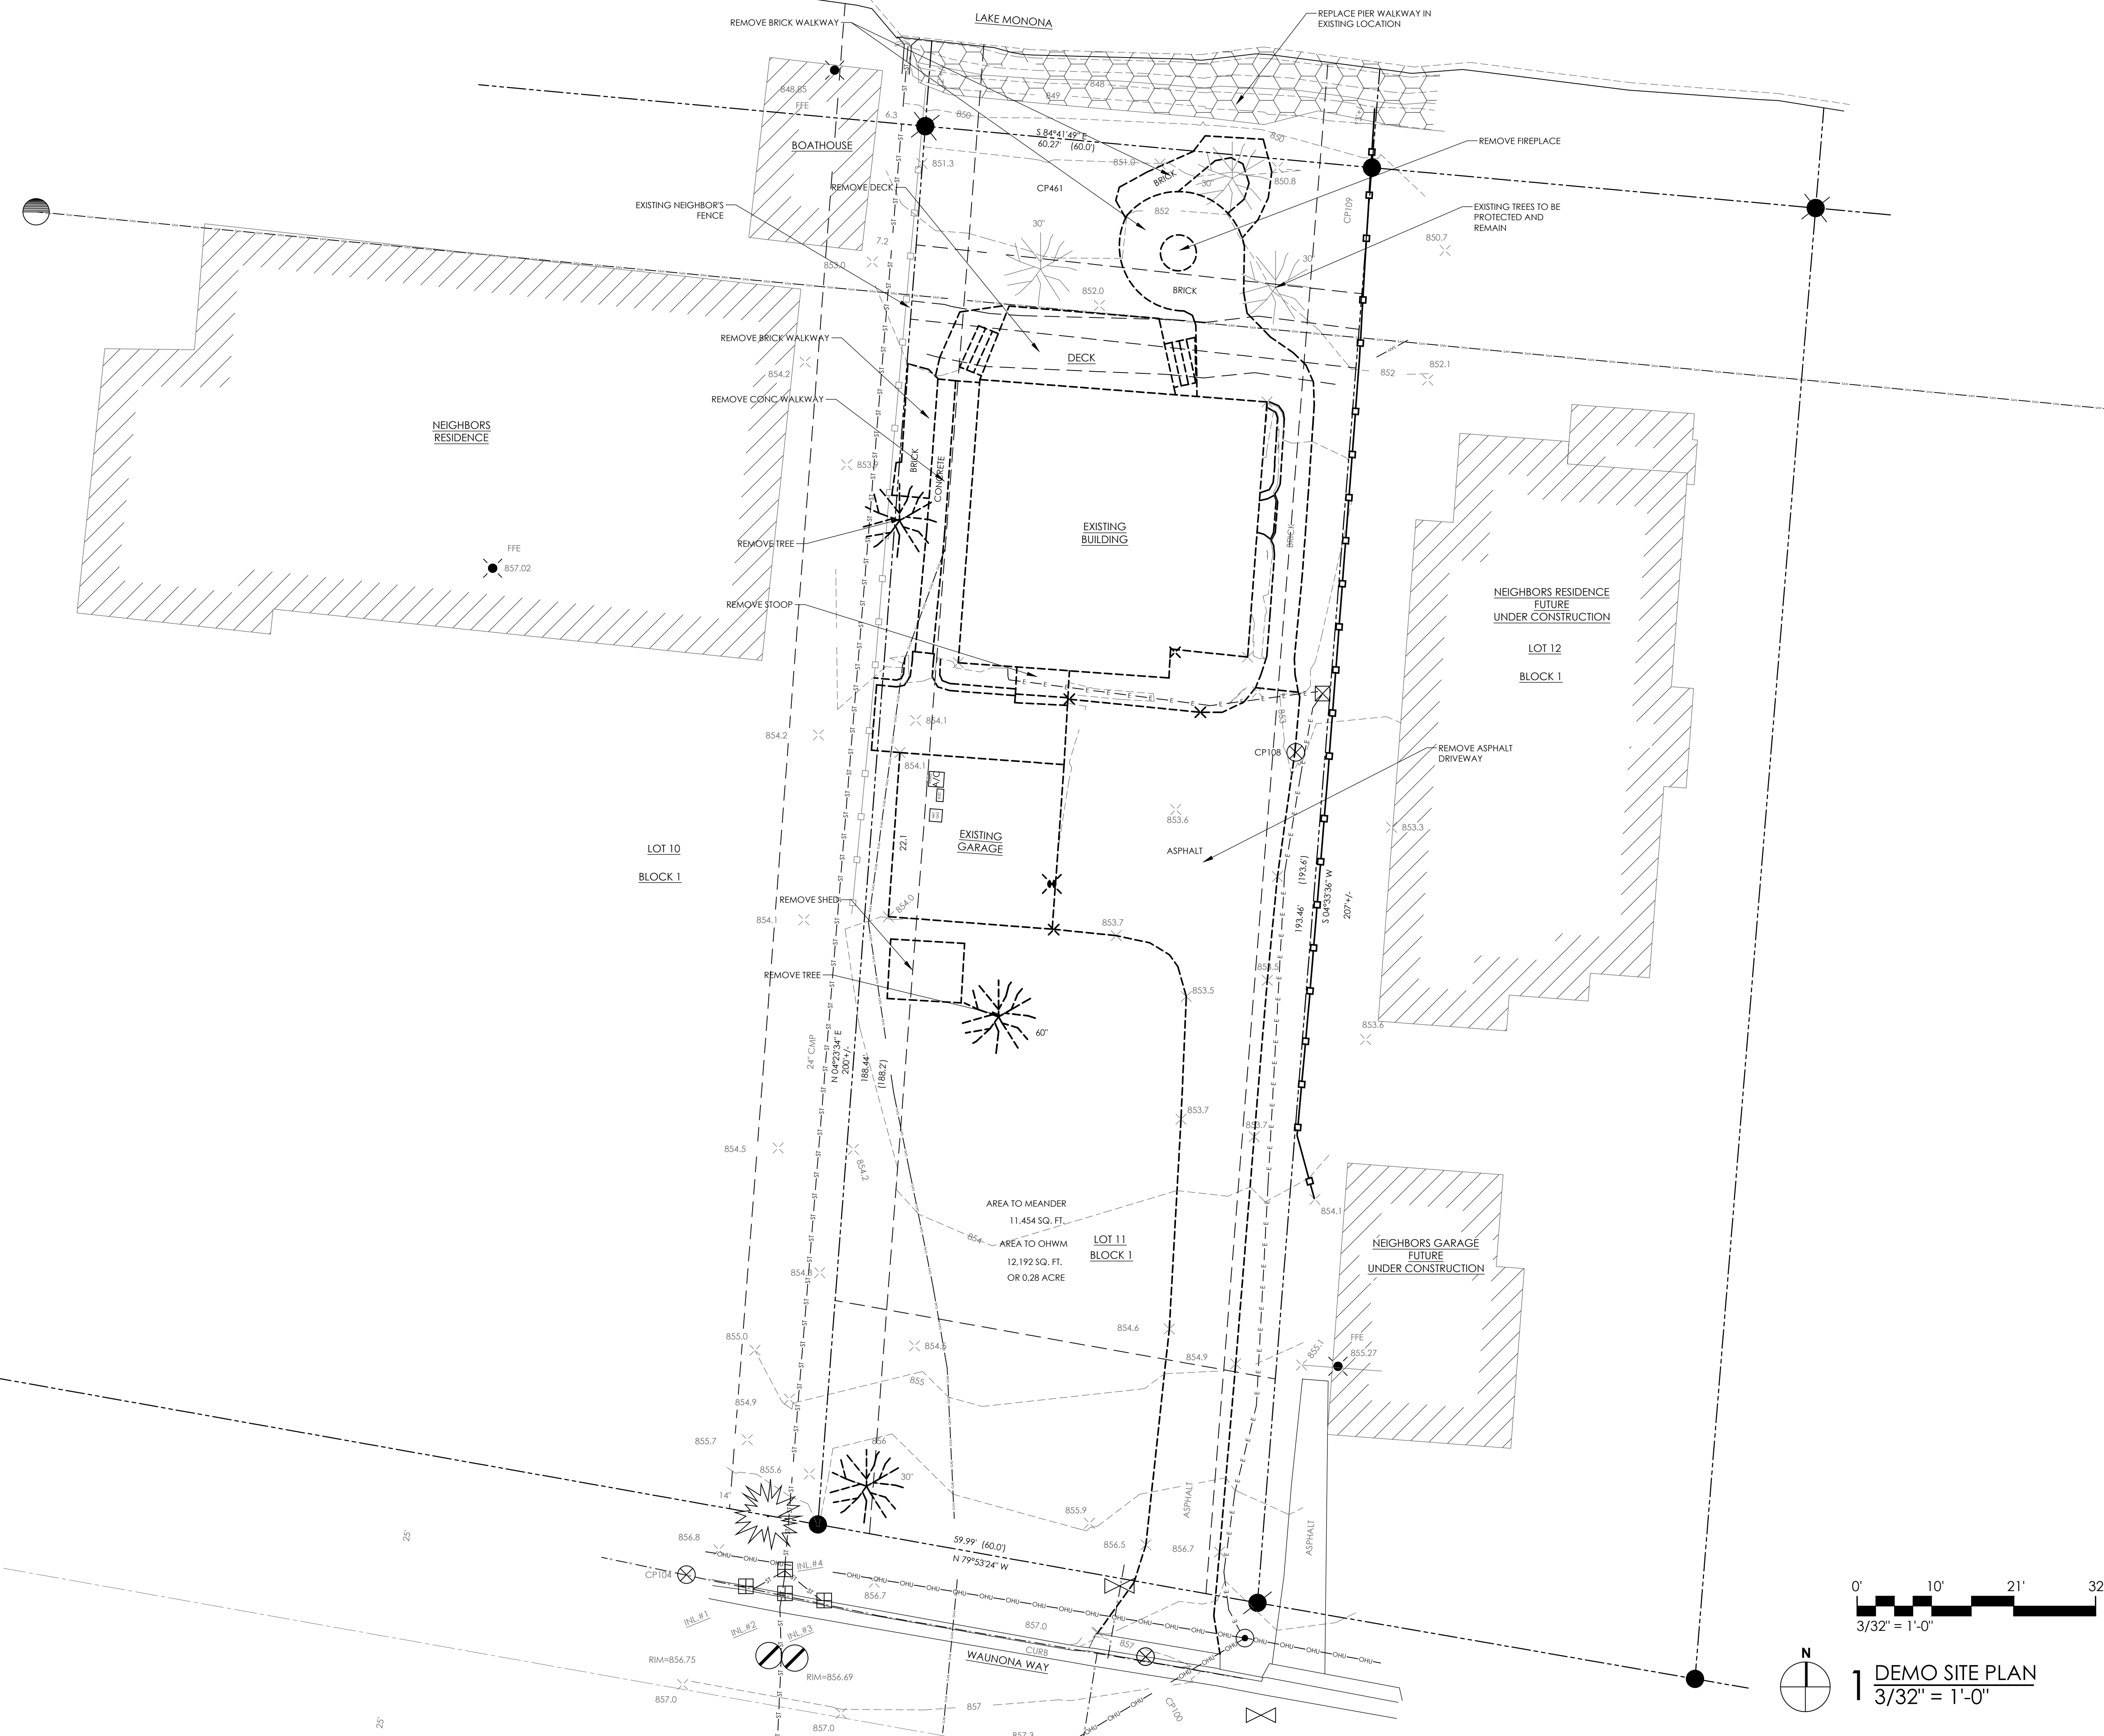 LAKE MONONA
REMOVE BRICK WALKWAY
REPLACE PIER WALKWAY IN
EXISTING LOCATION
848.85
FFE
848
849
6.3
850
S 84°41'49" E
60.27' (60.0')
850
13'+/-
REMOVE FIREPLACE
BOATHOUSE
851.3
851.0
BRICK
30"
850.8
REMOVE DECK
CP461
CP109
EXISTING NEIGHBOR'S
FENCE
852
EXISTING TREES TO BE
PROTECTED AND
REMAIN
30"
7.2
850.7
853.0
30"
852.0
BRICK
REMOVE BRICK WALKWAY
DECK
854.2
852
852.1
REMOVE CONC WALKWAY
NEIGHBORS
RESIDENCE
BRICK
CONCRETE
853.9
EXISTING
BUILDING
BRICK
REMOVE TREE
FFE
857.02
NEIGHBORS RESIDENCE
FUTURE
UNDER CONSTRUCTION
LOT 12
BLOCK 1
REMOVE STOOP
854.2
854.1
853
CP108
REMOVE ASPHALT
DRIVEWAY
854.1
A/C
853.6
853.3
22.1
EXISTING
GARAGE
ASPHALT
LOT 10
BLOCK 1
193.46' (193.6')
S 04°33'36" W
207'+/-
REMOVE SHED
854.0
854.1
853.7
853.5
REMOVE TREE
853.5
60"
853.6
24" CMP
N 04°23'34" E
200'+/-
188.44'
(188.2')
853.7
853.7
854.5
854.2
AREA TO MEANDER
11,454 SQ. FT.
AREA TO OHWM
12,192 SQ. FT.
OR 0.28 ACRE
LOT 11
BLOCK 1
854
854.1
NEIGHBORS GARAGE
FUTURE
UNDER CONSTRUCTION
854.8
855.0
854.5
854.6
854.9
855.1
FFE
855.27
855
854.9
855.7
856
855.6
30"
14"
855.9
ASPHALT
ASPHALT
25'
856.8
59.99' (60.0')
N 79°53'24" W
856.5
856.7
CP104
INL.#4
856.7
INL.#1
INL.#2
INL.#3
857.0
857
CURB
WAUNONA WAY
RIM=856.75
RIM=856.69
857.0
857
CP100
857.0
857.3
25'
0' 10' 21' 32
3/32" = 1'-0"
N
1 DEMO SITE PLAN
3/32" = 1'-0"